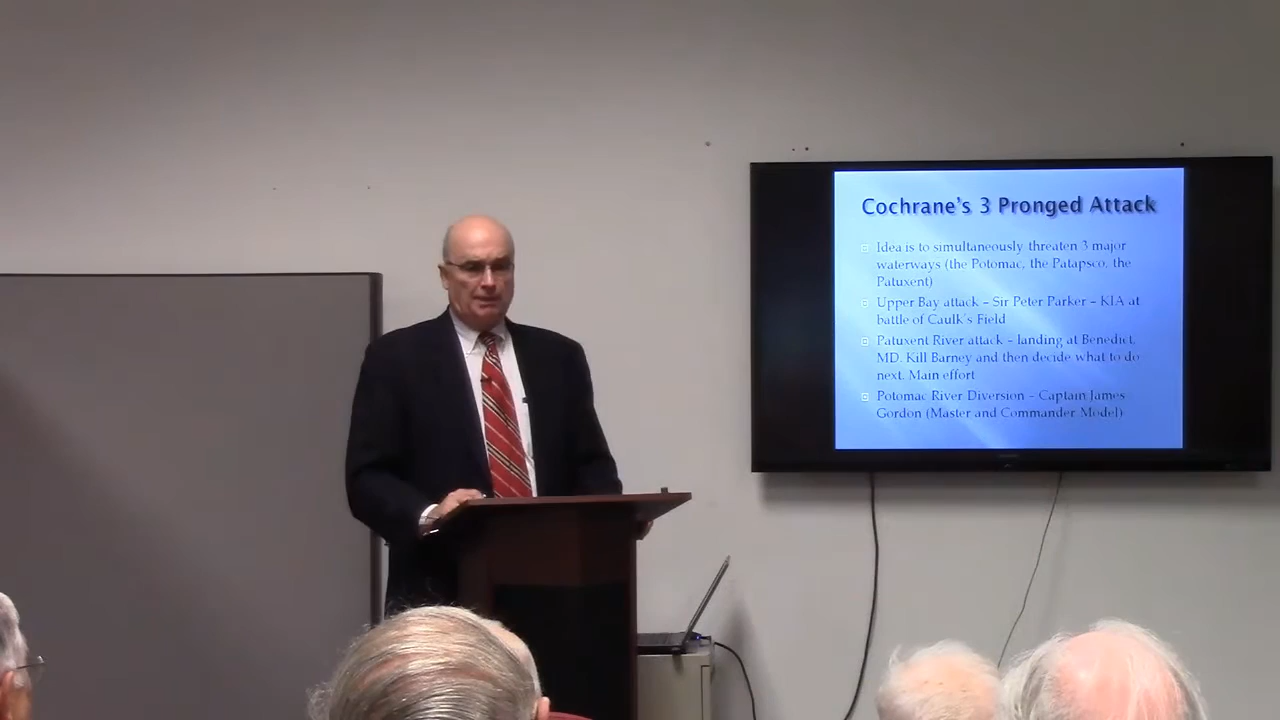 Cochrane's 3 Pronged Attack
Idea is to simultaneously threaten 3 major
waterways (the Potomac, the Patapsco, the
Patuxent)
Upper Bay attack – Sir Peter Parker – KIA at
battle of Caulk's Field
Patuxent River attack – landing at Benedict,
MD. Kill Barney and then decide what to do
next. Main effort
Potomac River Diversion – Captain James
Gordon (Master and Commander Model)